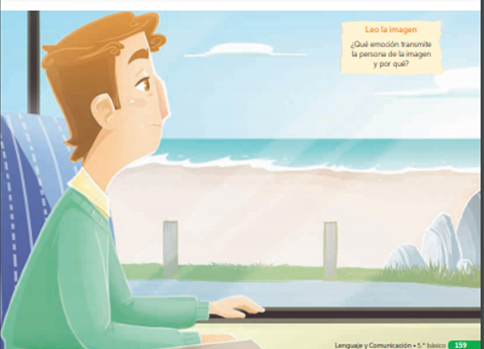 Leo la imagen
¿Qué emoción transmite
la persona de la imagen
y por qué?
Lenguaje y Comunicación • 5.° básico 159